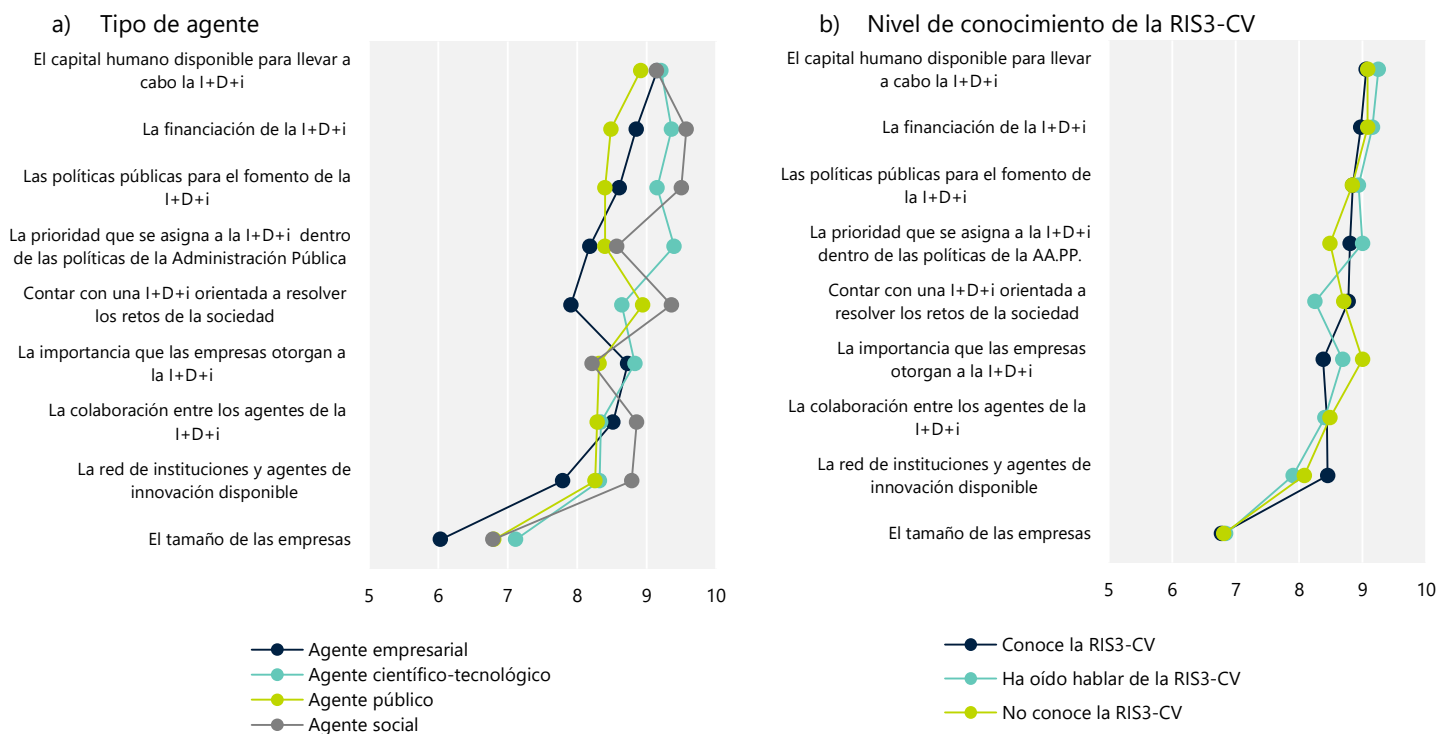 a) Tipo de agente
El capital humano disponible para llevar a
cabo la I+D+i
La financiación de la I+D+i
Las políticas públicas para el fomento de la
I+D+i
La prioridad que se asigna a la I+D+i dentro
de las políticas de la Administración Pública
Contar con una I+D+i orientada a resolver
los retos de la sociedad
La importancia que las empresas otorgan a
la I+D+i
La colaboración entre los agentes de la
I+D+i
La red de instituciones y agentes de
innovación disponible
El tamaño de las empresas
5 6 7 8 9 10
Agente empresarial
Agente científico-tecnológico
Agente público
Agente social
b) Nivel de conocimiento de la RIS3-CV
El capital humano disponible para llevar
a cabo la I+D+i
La financiación de la I+D+i
Las políticas públicas para el fomento de
la I+D+i
La prioridad que se asigna a la I+D+i
dentro de las políticas de la AA.PP.
Contar con una I+D+i orientada a
resolver los retos de la sociedad
La importancia que las empresas
otorgan a la I+D+i
La colaboración entre los agentes de la
I+D+i
La red de instituciones y agentes de
innovación disponible
El tamaño de las empresas
5 6 7 8 9 10
Conoce la RIS3-CV
Ha oído hablar de la RIS3-CV
No conoce la RIS3-CV